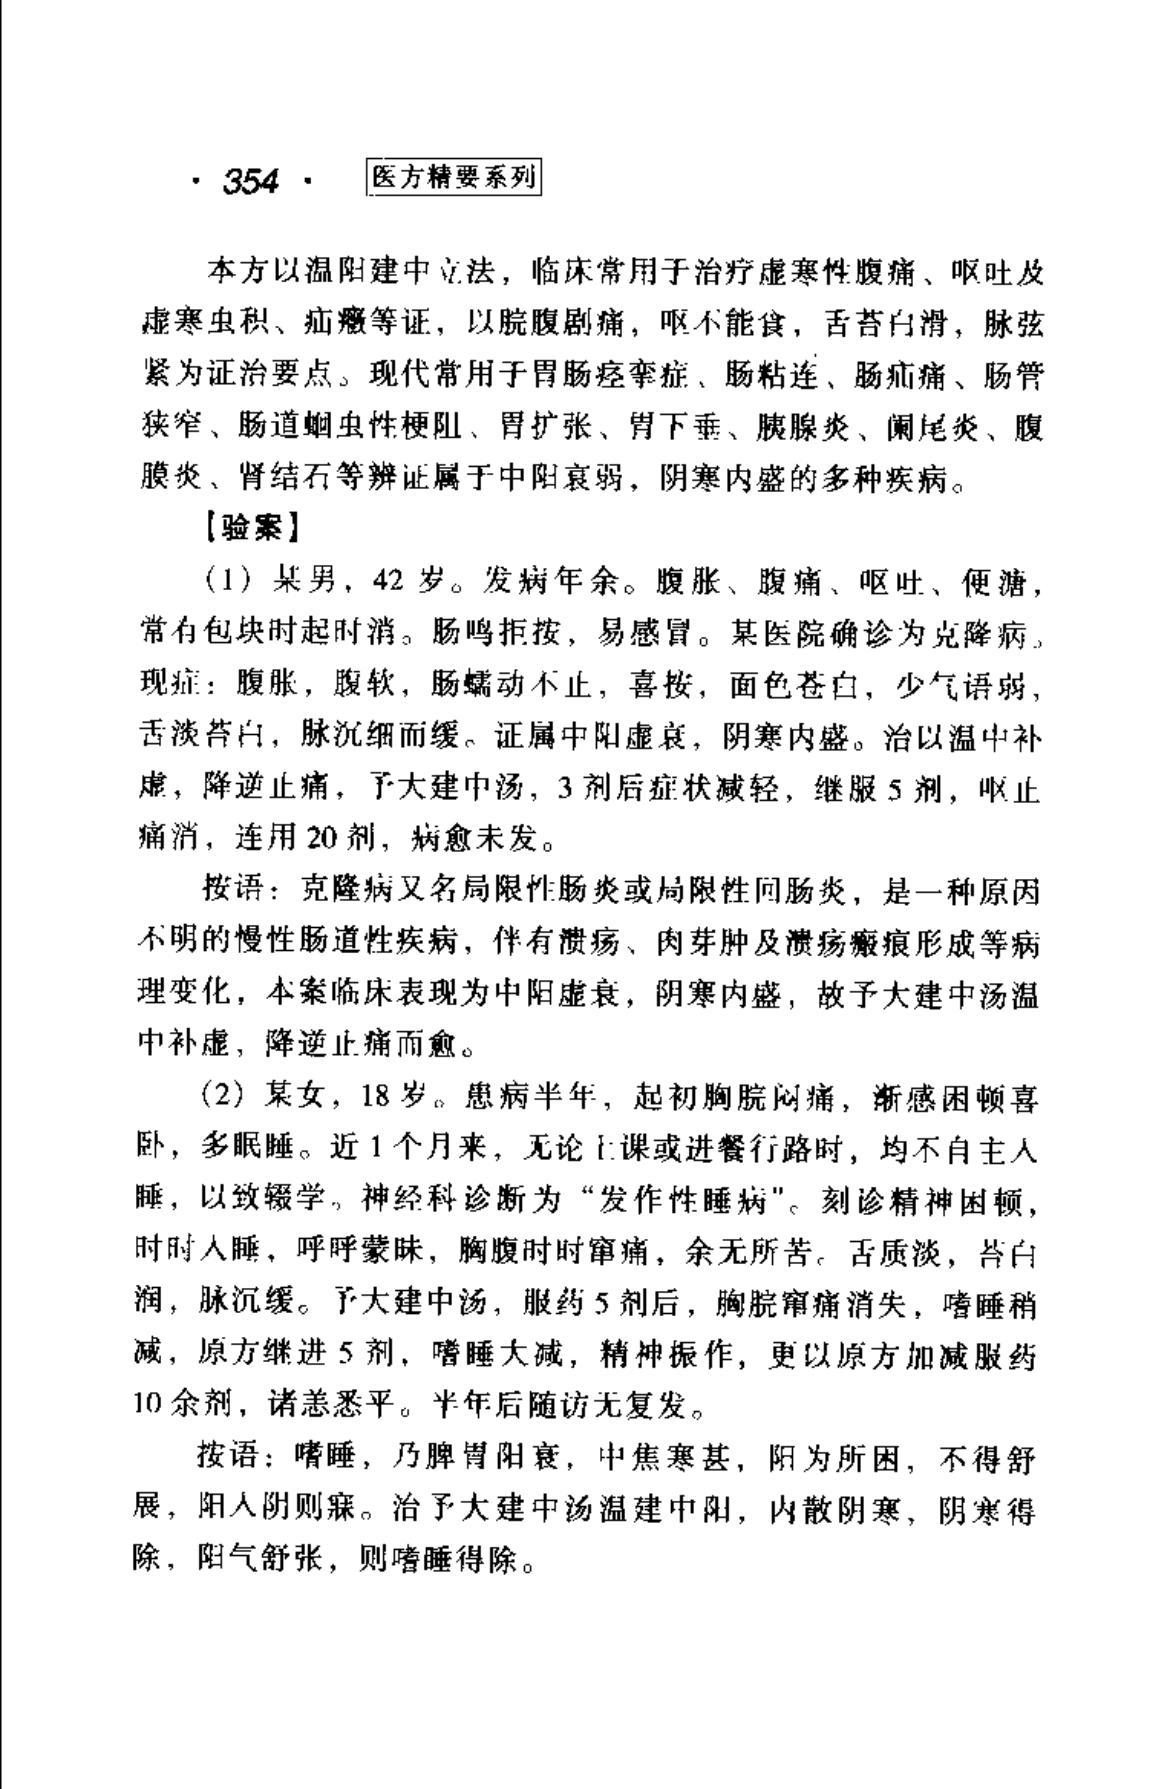 · 354 · 医方精要系列
本方以温阳建中立法，临床常用于治疗虚寒性腹痛、呕吐及
虚寒虫积、疝癥等证，以脘腹剧痛，呕不能食，舌苔白滑，脉弦
紧为证治要点。现代常用于胃肠痉挛症、肠粘连、肠疝痛、肠管
狭窄、肠道蛔虫性梗阻、胃扩张、胃下垂、胰腺炎、阑尾炎、腹
膜炎、肾结石等辨证属于中阳衰弱，阴寒内盛的多种疾病。
【验案】
（1）某男，42 岁。发病年余。腹胀、腹痛、呕吐、便溏，
常有包块时起时消。肠鸣拒按，易感冒。某医院确诊为克隆病。
现症：腹胀，腹软，肠蠕动不止，喜按，面色苍白，少气语弱，
舌淡苔白，脉沉细而缓。证属中阳虚衰，阴寒内盛。治以温中补
虚，降逆止痛，予大建中汤，3 剂后症状减轻，继服 5 剂，呕止
痛消，连用 20 剂，病愈未发。
按语：克隆病又名局限性肠炎或局限性回肠炎，是一种原因
不明的慢性肠道性疾病，伴有溃疡、肉芽肿及溃疡瘢痕形成等病
理变化，本案临床表现为中阳虚衰，阴寒内盛，故予大建中汤温
中补虚，降逆止痛而愈。
（2）某女，18 岁。患病半年，起初胸脘闷痛，渐感困顿喜
卧，多眠睡。近 1 个月来，无论上课或进餐行路时，均不自主入
睡，以致辍学。神经科诊断为“发作性睡病”。刻诊精神困顿，
时时入睡，呼呼蒙昧，胸腹时时窜痛，余无所苦。舌质淡，苔白
润，脉沉缓。予大建中汤，服药 5 剂后，胸脘窜痛消失，嗜睡稍
减，原方继进 5 剂，嗜睡大减，精神振作，更以原方加减服药
10 余剂，诸恙悉平。半年后随访无复发。
按语：嗜睡，乃脾胃阳衰，中焦寒甚，阳为所困，不得舒
展，阳入阴则寐。治予大建中汤温建中阳，内散阴寒，阴寒得
除，阳气舒张，则嗜睡得除。